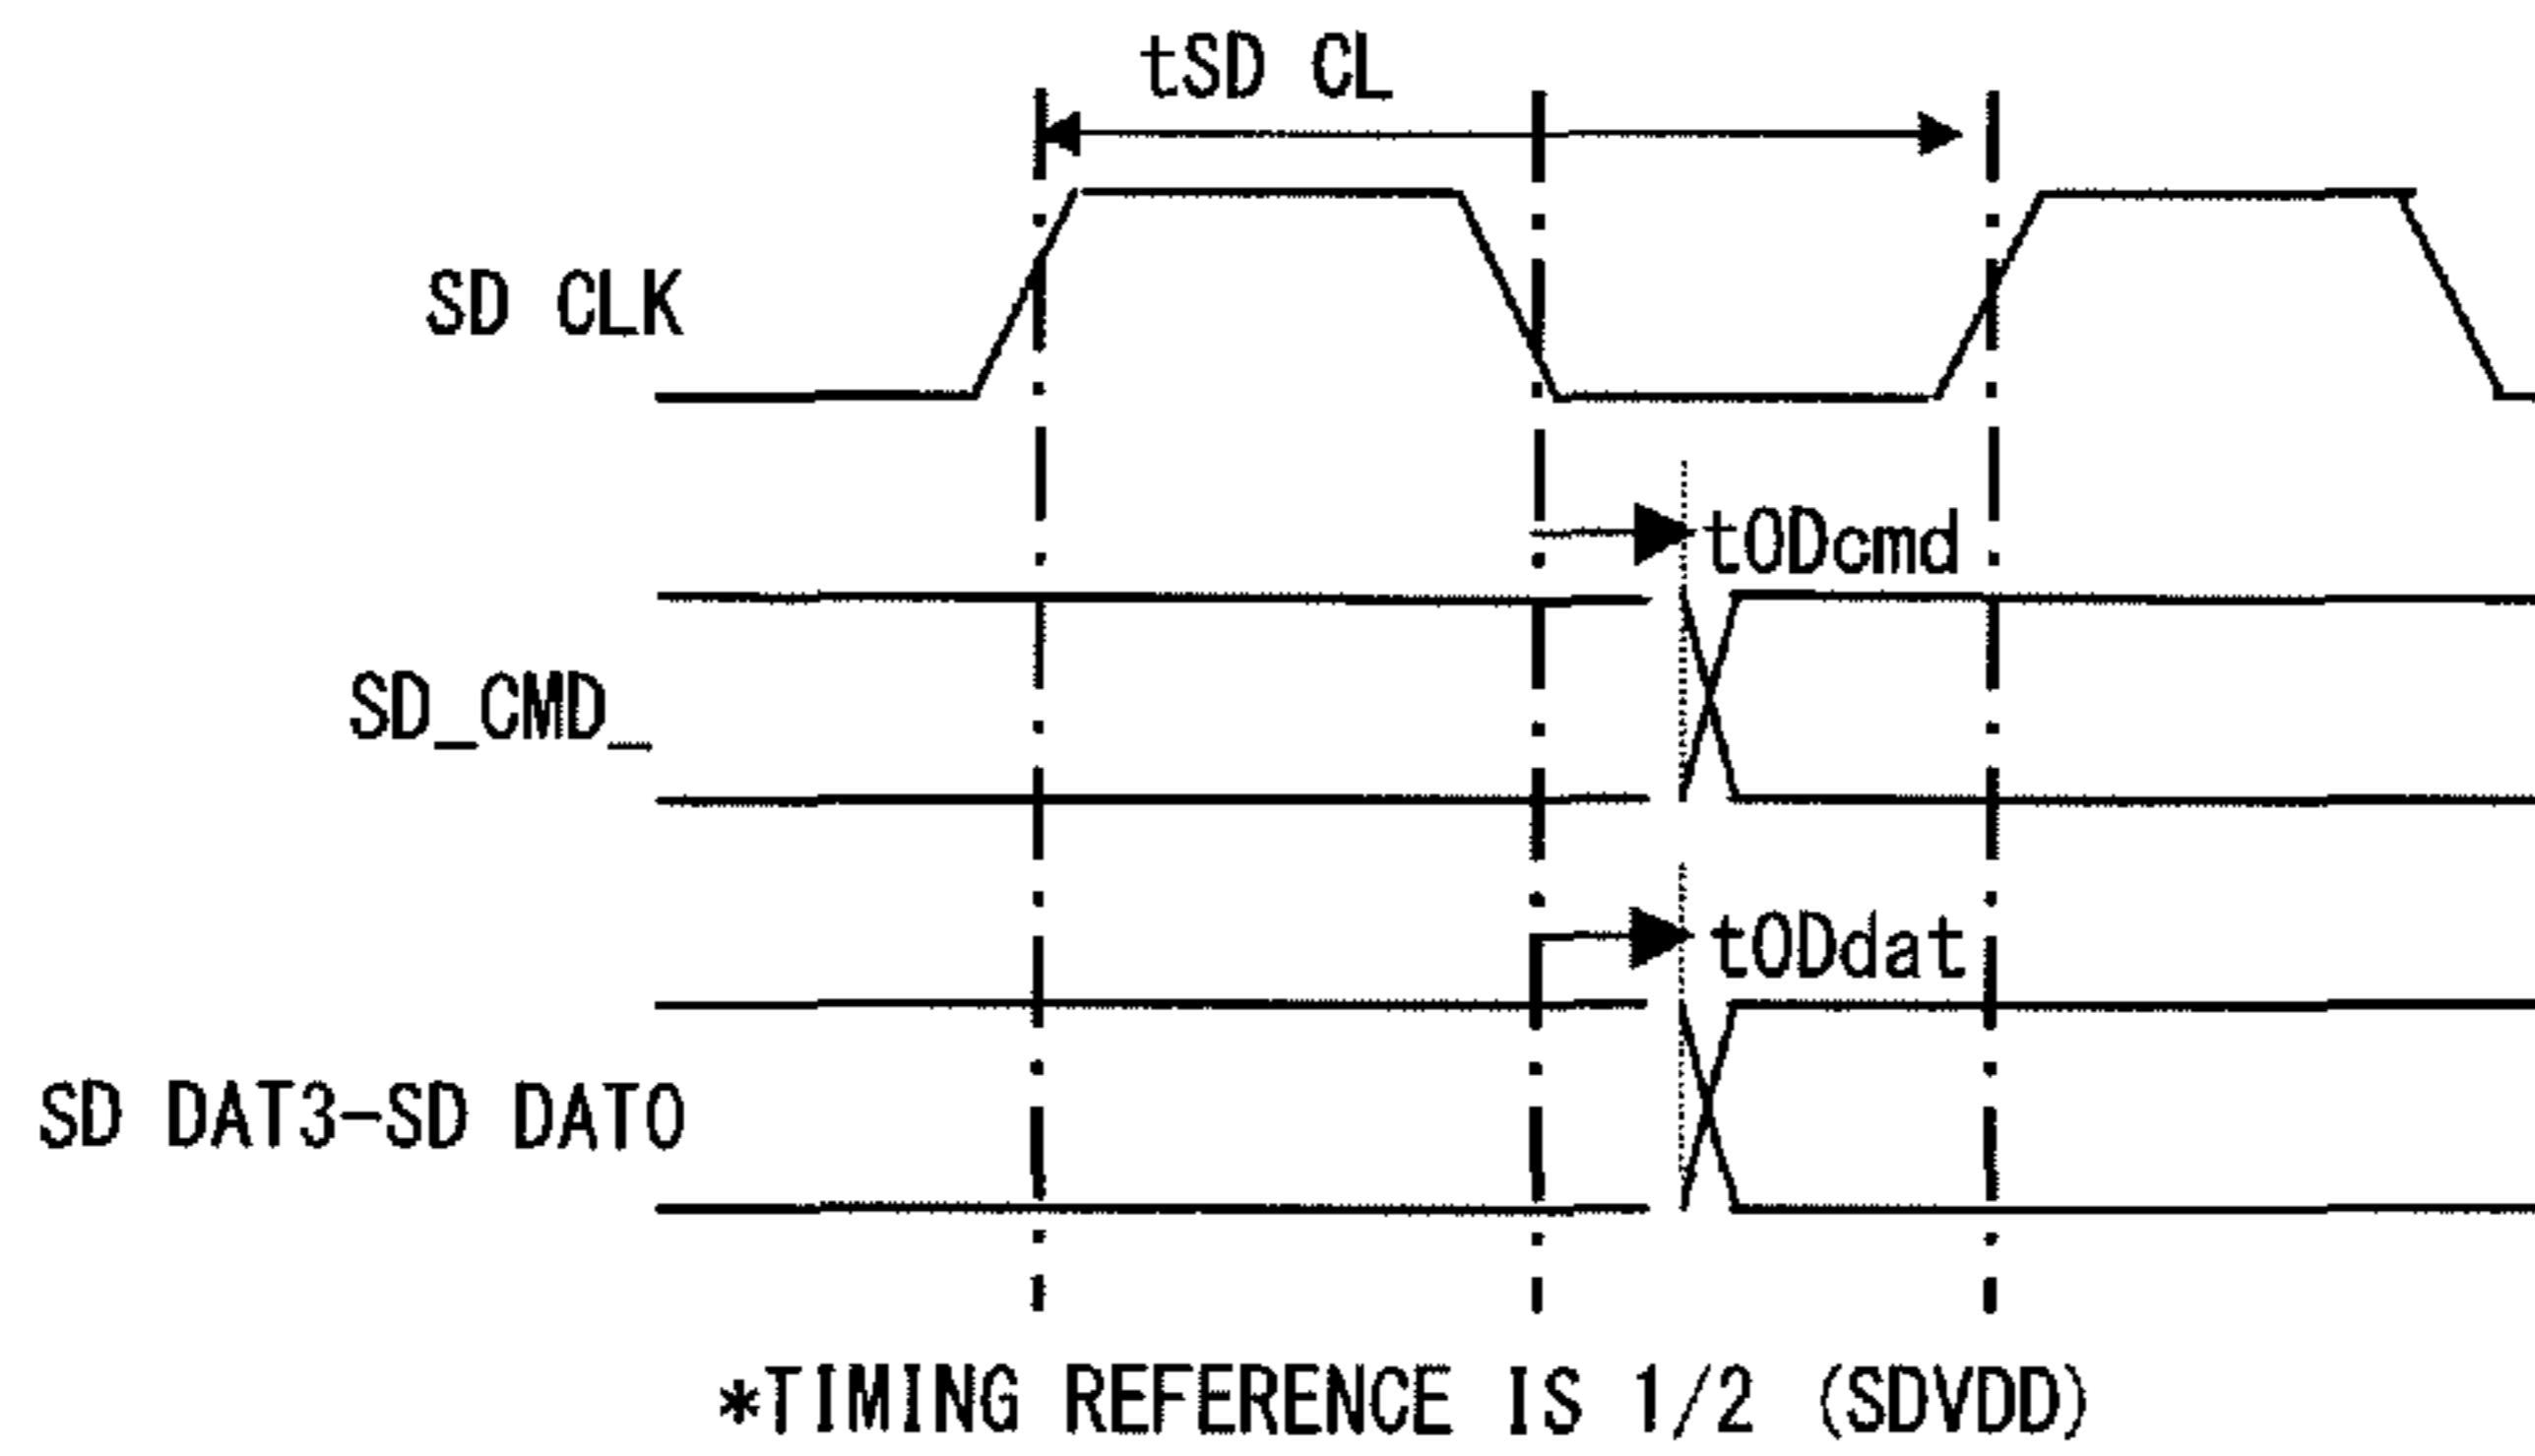 tSD CL
SD CLK
tODcmd
SD_CMD_
tODdat
SD DAT3-SD DAT0
*TIMING REFERENCE IS 1/2 (SDVDD)